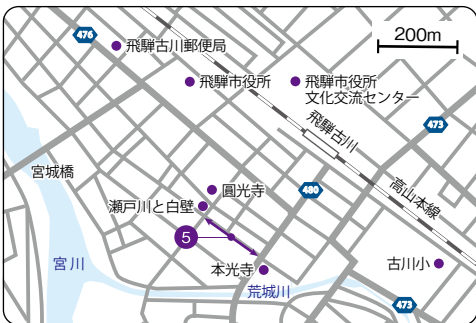 476
飛騨古川郵便局
200m
飛騨市役所
飛騨市役所
文化交流センター
飛騨古川
473
高山本線
宮城橋
圓光寺
480
瀬戸川と白壁
5
宮川
本光寺
古川小
荒城川
473